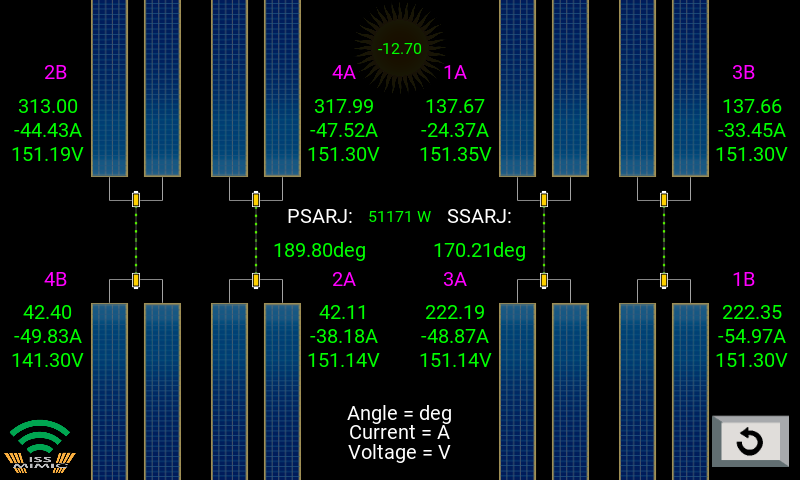 -12.70
2B
313.00
-44.43A
151.19V
4A
317.99
-47.52A
151.30V
1A
137.67
-24.37A
151.35V
3B
137.66
-33.45A
151.30V
PSARJ: 51171 W SSARJ:
189.80deg 170.21deg
4B
42.40
-49.83A
141.30V
2A
42.11
-38.18A
151.14V
3A
222.19
-48.87A
151.14V
1B
222.35
-54.97A
151.30V
Angle = deg
Current = A
Voltage = V
ISS
MIMIC